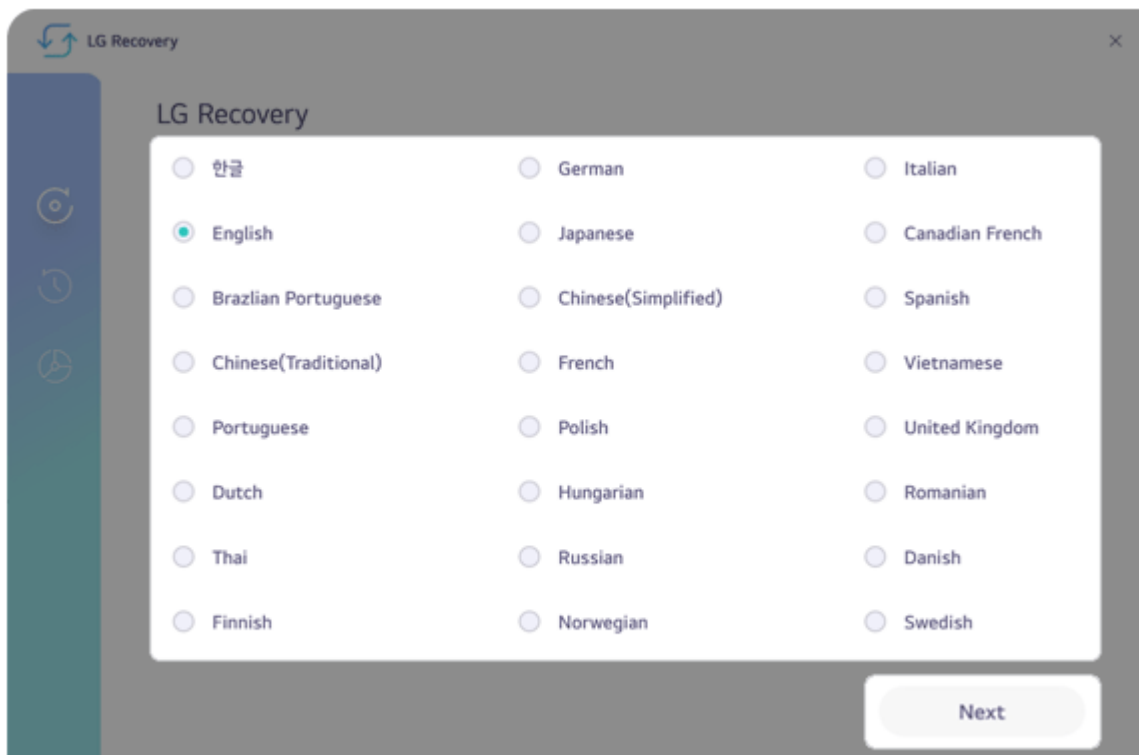 LG Recovery
LG Recovery
한글 German Italian
English Japanese Canadian French
Brazlian Portuguese Chinese(Simplified) Spanish
Chinese(Traditional) French Vietnamese
Portuguese Polish United Kingdom
Dutch Hungarian Romanian
Thai Russian Danish
Finnish Norwegian Swedish
Next